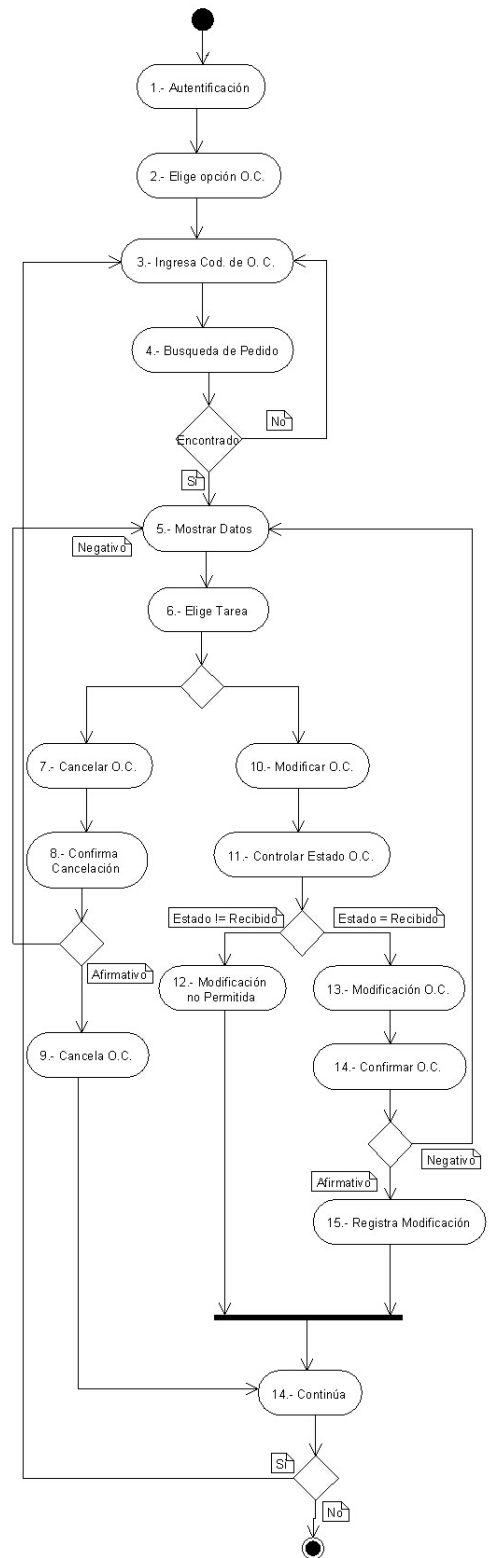 1.- Autentificación
2.- Elige opción O.C.
3.- Ingresa Cod. de O. C.
4.- Busqueda de Pedido
Encontrado
No
Sí
5.- Mostrar Datos
Negativo
6.- Elige Tarea
7.- Cancelar O.C.
10.- Modificar O.C.
8.- Confirma
Cancelación
11.- Controlar Estado O.C.
Estado != Recibido
Estado = Recibido
Afirmativo
12.- Modificación
no Permitida
13.- Modificación O.C.
9.- Cancela O.C.
14.- Confirmar O.C.
Negativo
Afirmativo
15.- Registra Modificación
14.- Continúa
Sí
No